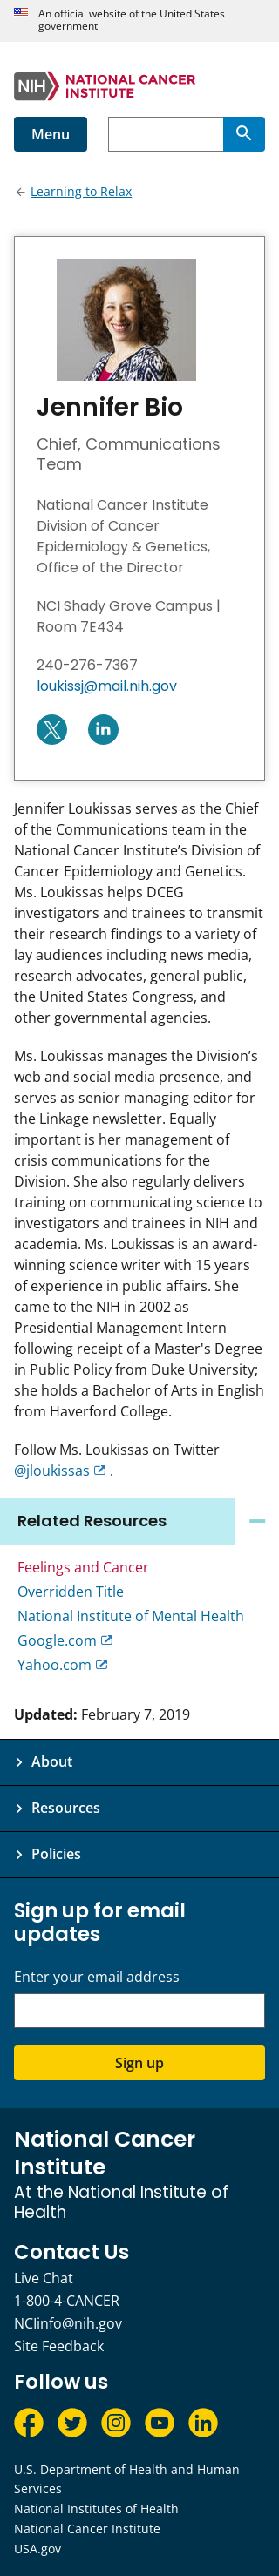 An official website of the United States
government
NIH NATIONAL CANCER
INSTITUTE
Menu
← Learning to Relax
Jennifer Bio
Chief, Communications
Team
National Cancer Institute
Division of Cancer
Epidemiology & Genetics,
Office of the Director
NCI Shady Grove Campus |
Room 7E434
240-276-7367
loukissj@mail.nih.gov
Jennifer Loukissas serves as the Chief
of the Communications team in the
National Cancer Institute’s Division of
Cancer Epidemiology and Genetics.
Ms. Loukissas helps DCEG
investigators and trainees to transmit
their research findings to a variety of
lay audiences including news media,
research advocates, general public,
the United States Congress, and
other governmental agencies.
Ms. Loukassas manages the Division’s
web and social media presence, and
serves as senior managing editor for
the Linkage newsletter. Equally
important is her management of
crisis communications for the
Division. She also regularly delivers
training on communicating science to
investigators and trainees in NIH and
academia. Ms. Loukissas is an award-
winning science writer with 15 years
of experience in public affairs. She
came to the NIH in 2002 as
Presidential Management Intern
following receipt of a Master's Degree
in Public Policy from Duke University;
she holds a Bachelor of Arts in English
from Haverford College.
Follow Ms. Loukissas on Twitter
@jloukissas .
Related Resources
Feelings and Cancer
Overridden Title
National Institute of Mental Health
Google.com
Yahoo.com
Updated: February 7, 2019
About
Resources
Policies
Sign up for email
updates
Enter your email address
Sign up
National Cancer
Institute
At the National Institute of
Health
Contact Us
Live Chat
1-800-4-CANCER
NCIinfo@nih.gov
Site Feedback
Follow us
U.S. Department of Health and Human
Services
National Institutes of Health
National Cancer Institute
USA.gov